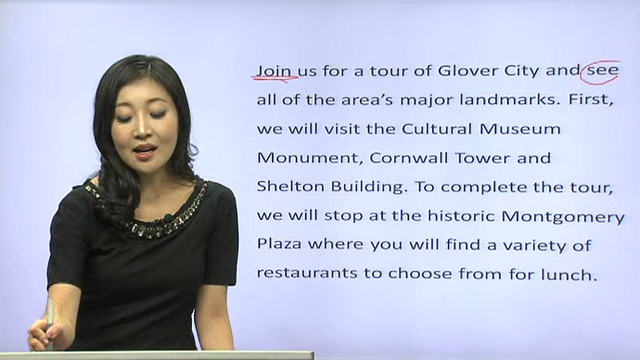 Join us for a tour of Glover City and see
all of the area's major landmarks. First,
we will visit the Cultural Museum
Monument, Cornwall Tower and
Shelton Building. To complete the tour,
we will stop at the historic Montgomery
Plaza where you will find a variety of
restaurants to choose from for lunch.